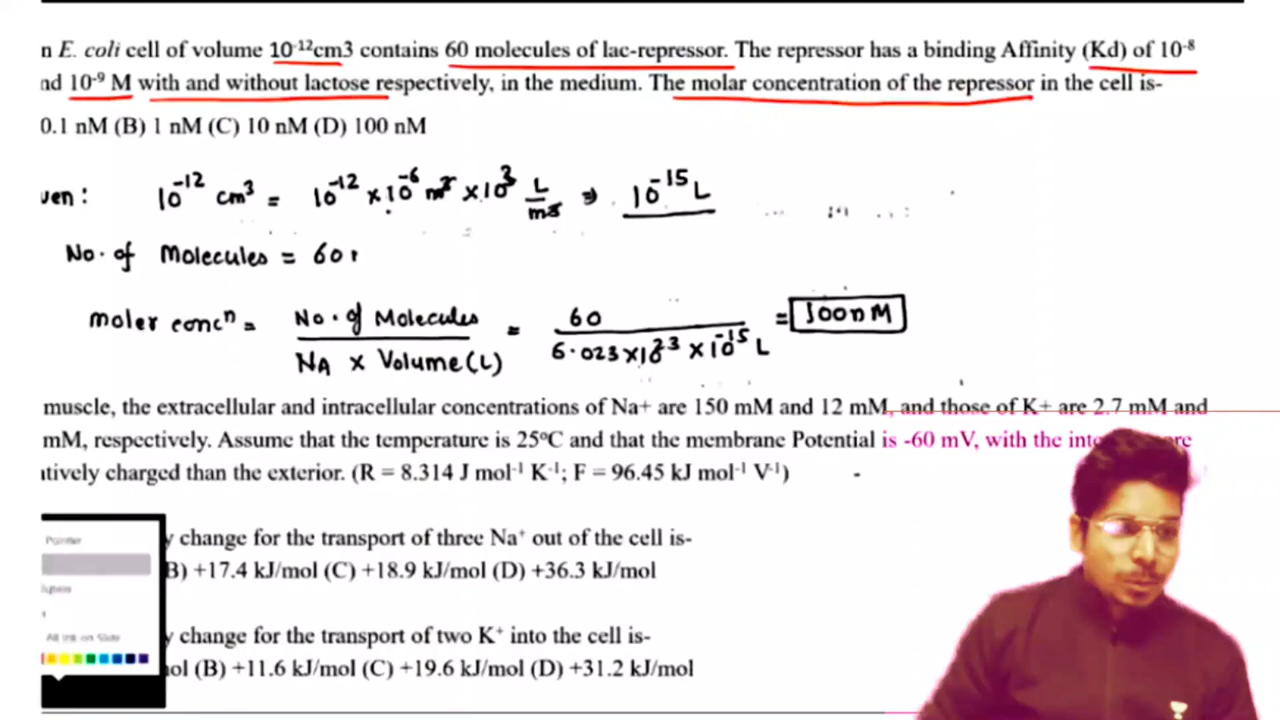 n E. coli cell of volume 10⁻¹²cm3 contains 60 molecules of lac-repressor. The repressor has a binding Affinity (Kd) of 10⁻⁸
nd 10⁻⁹ M with and without lactose respectively, in the medium. The molar concentration of the repressor in the cell is-
0.1 nM (B) 1 nM (C) 10 nM (D) 100 nM
ven : 10⁻¹² cm³ = 10⁻¹² × 10⁻⁶ m³ × 10³ L/m³ ⇒ 10⁻¹⁵ L
No. of Molecules = 60
moler concⁿ = No. of Molecules / NA × Volume (L) = 60 / 6.023 × 10²³ × 10⁻¹⁵ L = 100 nM
muscle, the extracellular and intracellular concentrations of Na+ are 150 mM and 12 mM, and those of K+ are 2.7 mM and
mM, respectively. Assume that the temperature is 25°C and that the membrane Potential is -60 mV, with the
tively charged than the exterior. (R = 8.314 J mol⁻¹ K⁻¹; F = 96.45 kJ mol⁻¹ V⁻¹)
Pointer
y change for the transport of three Na⁺ out of the cell is-
B) +17.4 kJ/mol (C) +18.9 kJ/mol (D) +36.3 kJ/mol
All Ink on Slide
y change for the transport of two K⁺ into the cell is-
ol (B) +11.6 kJ/mol (C) +19.6 kJ/mol (D) +31.2 kJ/mol